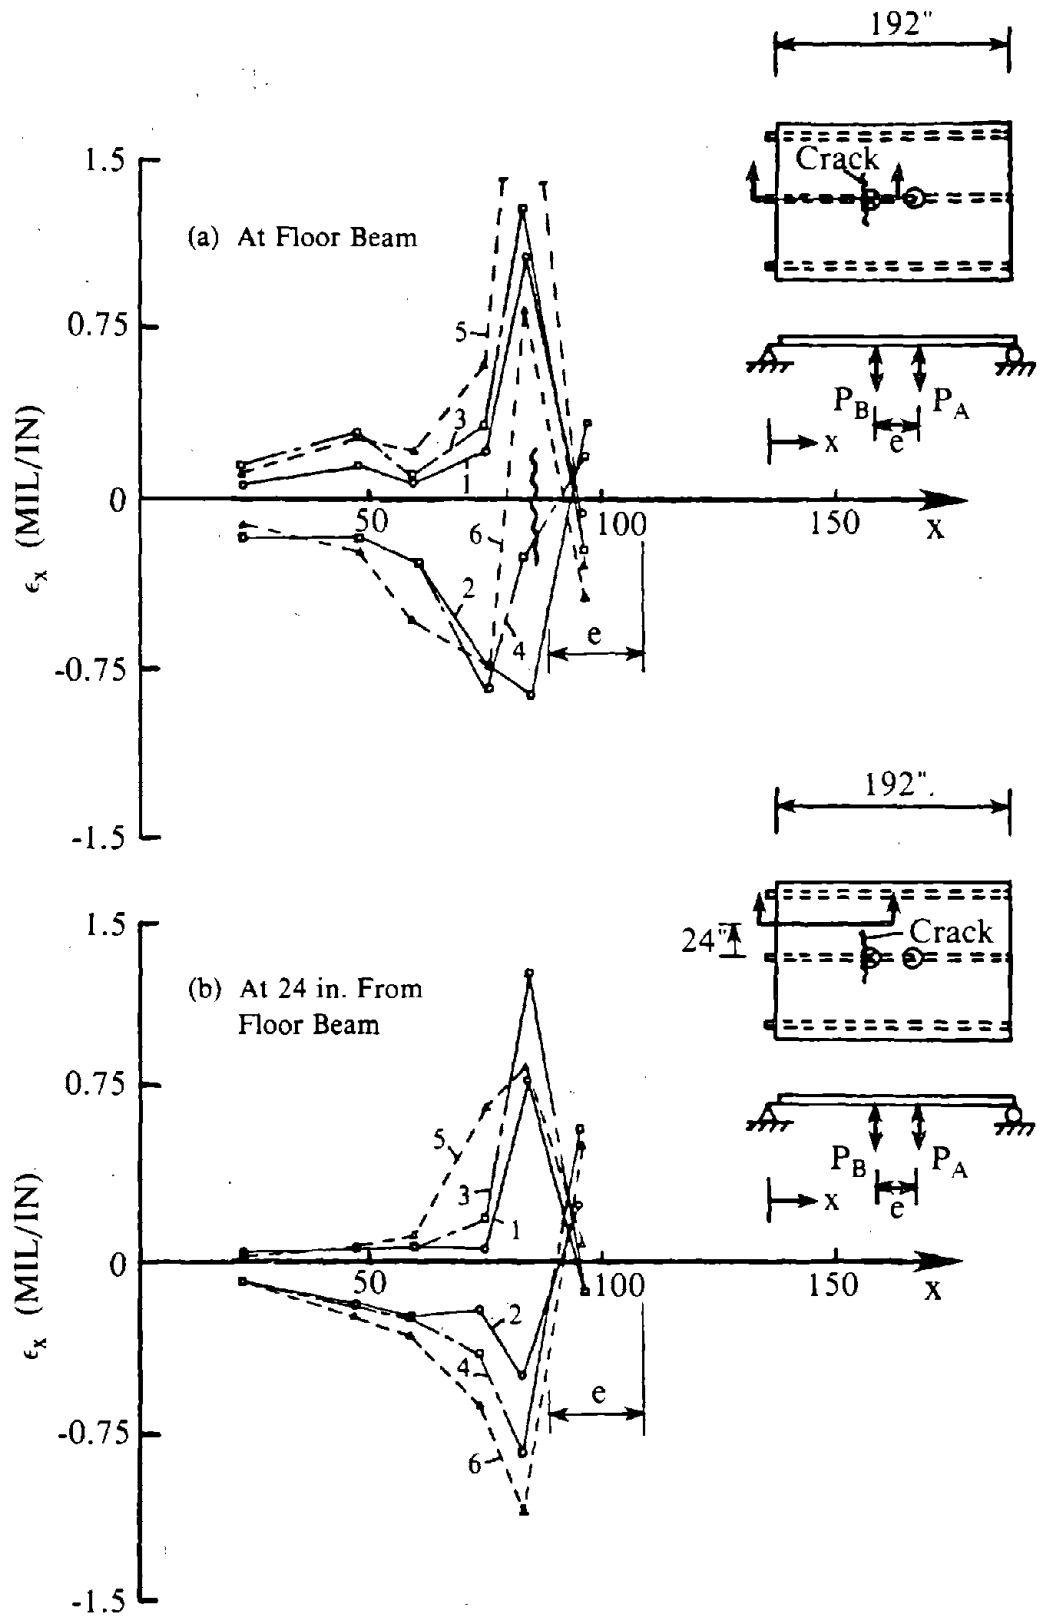 192"
1.5
Crack
(a) At Floor Beam
0.75
5
3
P_B
P_A
e
x
1
0
50
100
150
x
6
2
4
e
-0.75
-1.5
ϵₓ (MIL/IN)
192".
1.5
24"
Crack
(b) At 24 in. From
Floor Beam
0.75
5
3
1
P_B
P_A
e
x
0
50
100
150
x
2
4
e
6
-0.75
-1.5
ϵₓ (MIL/IN)